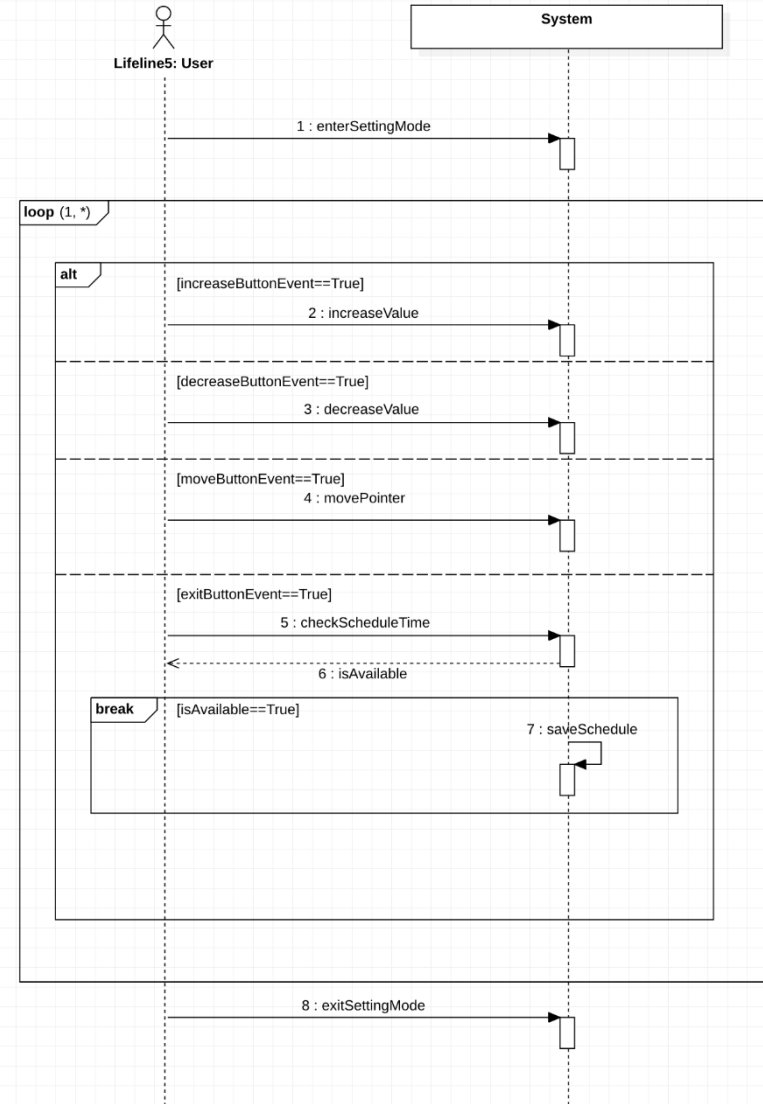 System
Lifeline5: User
1 : enterSettingMode
loop (1, *)
alt
[increaseButtonEvent==True]
2 : increaseValue
[decreaseButtonEvent==True]
3 : decreaseValue
[moveButtonEvent==True]
4 : movePointer
[exitButtonEvent==True]
5 : checkScheduleTime
6 : isAvailable
break [isAvailable==True]
7 : saveSchedule
8 : exitSettingMode